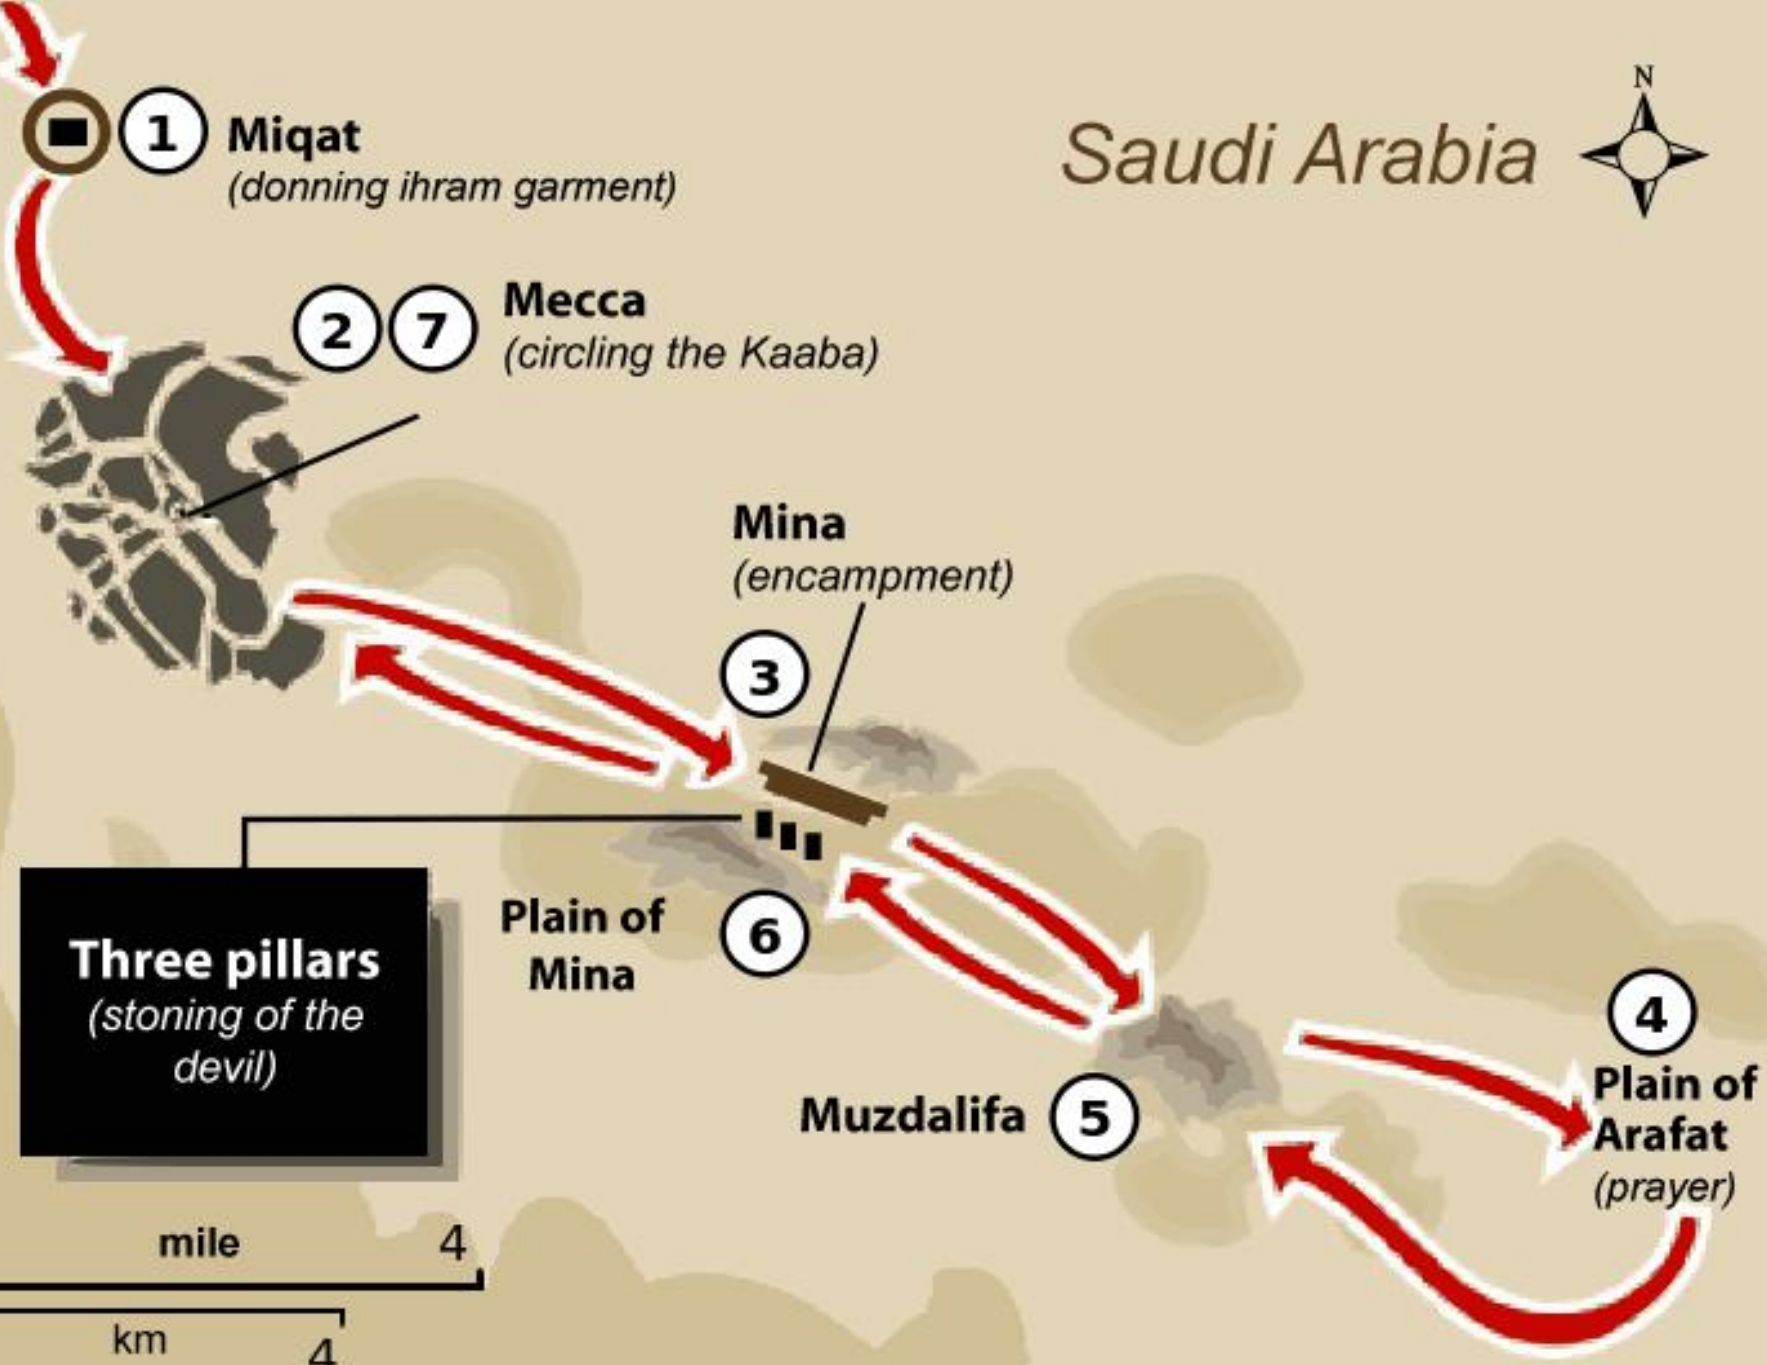 N
Saudi Arabia
1
Miqat
(donning ihram garment)
2 7
Mecca
(circling the Kaaba)
Mina
(encampment)
3
Three pillars
(stoning of the
devil)
Plain of
Mina
6
4
Plain of
Arafat
(prayer)
Muzdalifa
5
mile 4
km 4